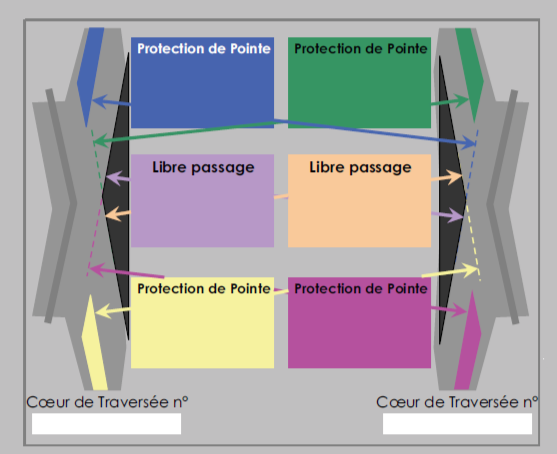 Protection de Pointe
Protection de Pointe
Libre passage
Libre passage
Protection de Pointe
Protection de Pointe
Cœur de Traversée n°
Cœur de Traversée n°